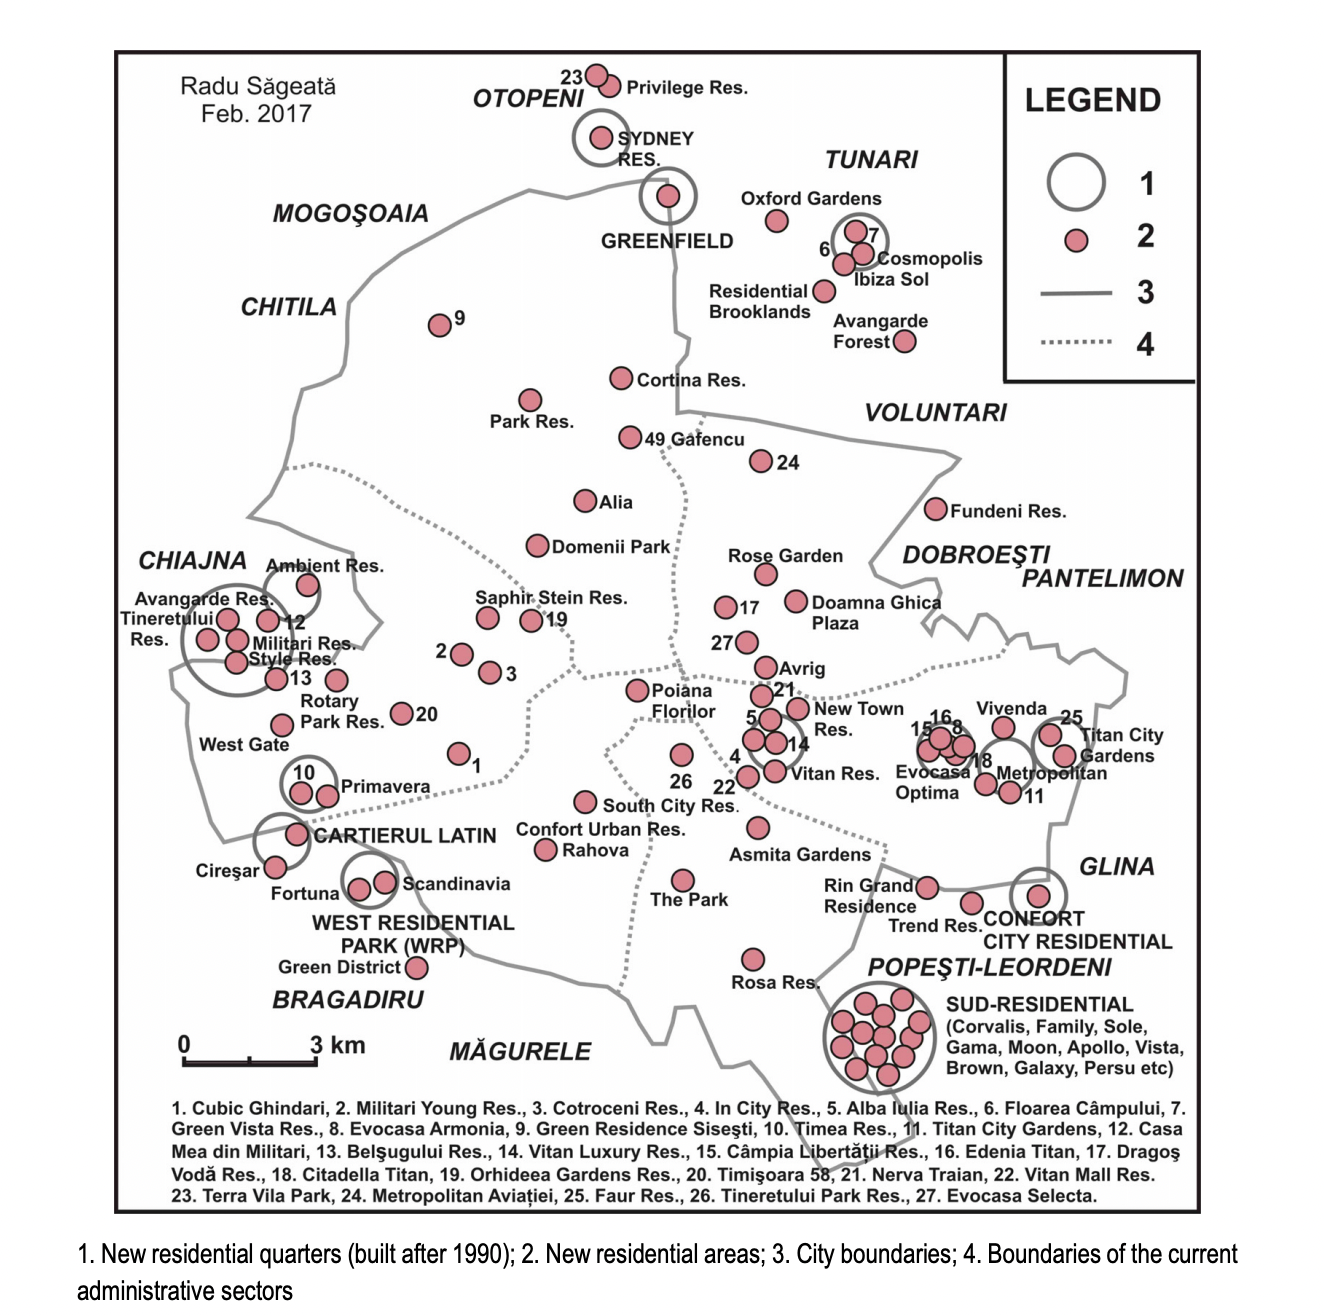 Radu Săgeată
Feb. 2017
LEGEND
1
2
3
4
23
Privilege Res.
OTOPENI
SYDNEY
RES.
TUNARI
Oxford Gardens
MOGOŞOAIA
GREENFIELD
7
6
Cosmopolis
Ibiza Sol
Residential
Brooklands
CHITILA
9
Avangarde
Forest
Cortina Res.
Park Res.
VOLUNTARI
49 Gafencu
24
Alia
Fundeni Res.
Domenii Park
DOBROEŞTI
PANTELIMON
CHIAJNA
Ambient Res.
Rose Garden
Avangarde Res.
Tineretului
Res.
12
Militari Res.
Style Res.
Saphir Stein Res.
19
17
Doamna Ghica
Plaza
2
3
27
Avrig
13
Rotary
Park Res.
20
Poiana
Florilor
21
New Town
Res.
5
Vivenda
25
Titan City
Gardens
16
15
8
18
West Gate
14
4
1
10
Primavera
26
22
Vitan Res.
Evocasa
Optima
Metropolitan
11
South City Res.
CARTIERUL LATIN
Confort Urban Res.
Rahova
Asmita Gardens
Cireşar
Fortuna
Scandinavia
The Park
Rin Grand
Residence
GLINA
Trend Res.
CONFORT
CITY RESIDENTIAL
WEST RESIDENTIAL
PARK (WRP)
Green District
Rosa Res.
POPEŞTI-LEORDENI
BRAGADIRU
SUD-RESIDENTIAL
(Corvalis, Family, Sole,
Gama, Moon, Apollo, Vista,
Brown, Galaxy, Persu etc)
0
3 km
MĂGURELE
1. Cubic Ghindari, 2. Militari Young Res., 3. Cotroceni Res., 4. In City Res., 5. Alba Iulia Res., 6. Floarea Câmpului, 7.
Green Vista Res., 8. Evocasa Armonia, 9. Green Residence Siseşti, 10. Timea Res., 11. Titan City Gardens, 12. Casa
Mea din Militari, 13. Belşugului Res., 14. Vitan Luxury Res., 15. Câmpia Libertăţii Res., 16. Edenia Titan, 17. Dragoş
Vodă Res., 18. Citadella Titan, 19. Orhideea Gardens Res., 20. Timişoara 58, 21. Nerva Traian, 22. Vitan Mall Res.
23. Terra Vila Park, 24. Metropolitan Aviaţiei, 25. Faur Res., 26. Tineretului Park Res., 27. Evocasa Selecta.
1. New residential quarters (built after 1990); 2. New residential areas; 3. City boundaries; 4. Boundaries of the current
administrative sectors